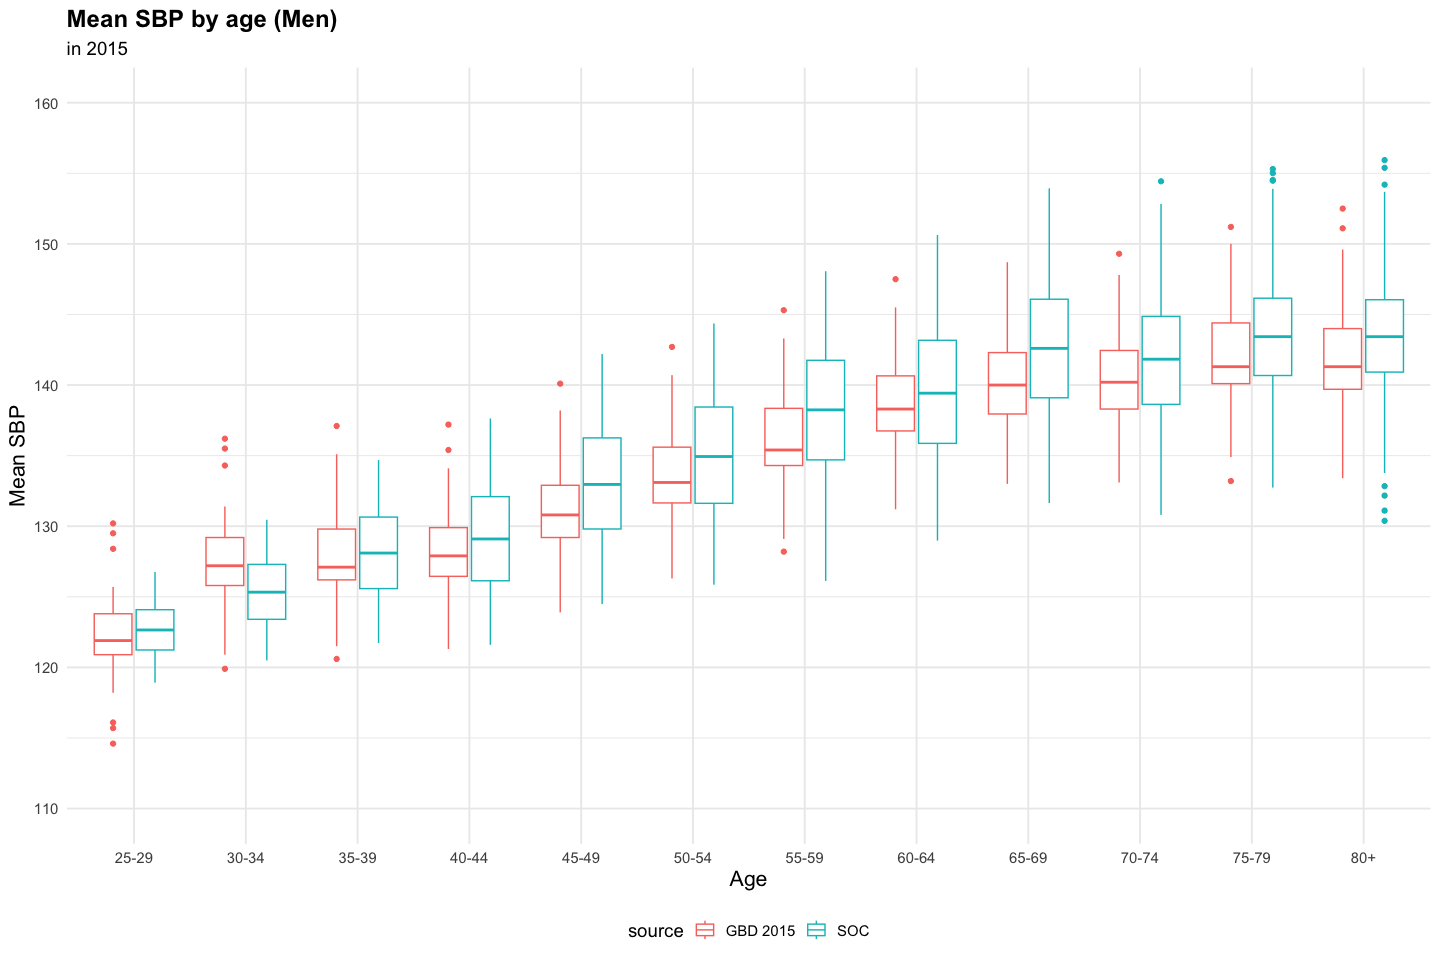 Mean SBP by age (Men)
in 2015
Mean SBP
160
150
140
130
120
110
25-29 30-34 35-39 40-44 45-49 50-54 55-59 60-64 65-69 70-74 75-79 80+
Age
source GBD 2015 SOC